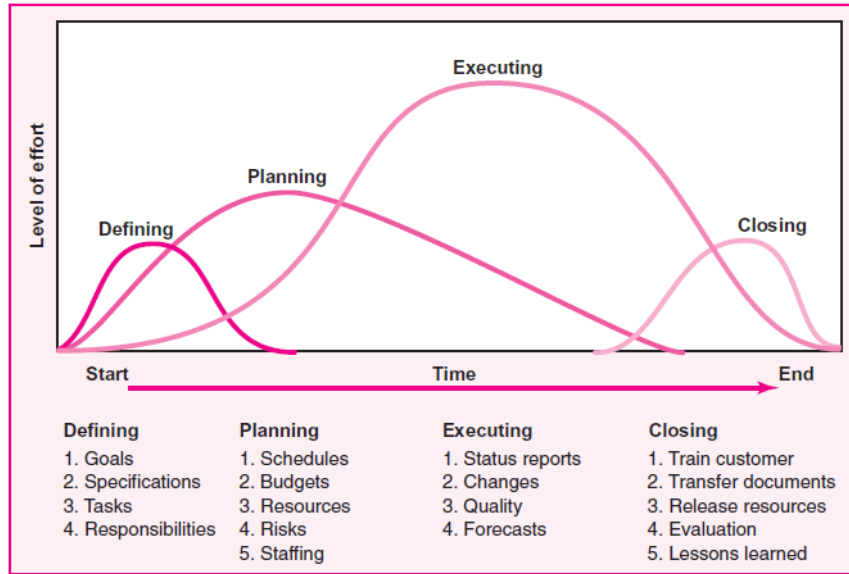 Level of effort
Executing
Planning
Defining
Closing
Start
Time
End
Defining
1. Goals
2. Specifications
3. Tasks
4. Responsibilities
Planning
1. Schedules
2. Budgets
3. Resources
4. Risks
5. Staffing
Executing
1. Status reports
2. Changes
3. Quality
4. Forecasts
Closing
1. Train customer
2. Transfer documents
3. Release resources
4. Evaluation
5. Lessons learned